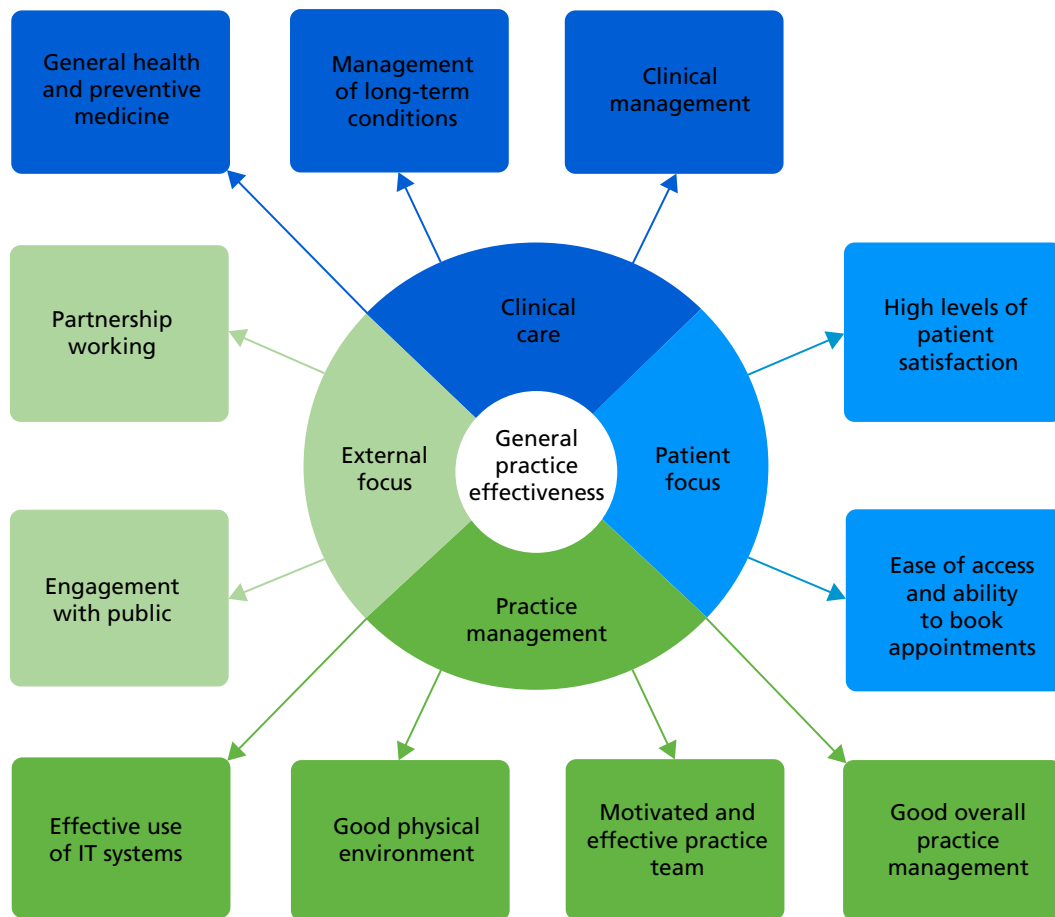 General health
and preventive
medicine
Management
of long-term
conditions
Clinical
management
Partnership
working
Clinical
care
High levels of
patient
satisfaction
External
focus
General
practice
effectiveness
Patient
focus
Engagement
with public
Practice
management
Ease of access
and ability
to book
appointments
Effective use
of IT systems
Good physical
environment
Motivated and
effective practice
team
Good overall
practice
management